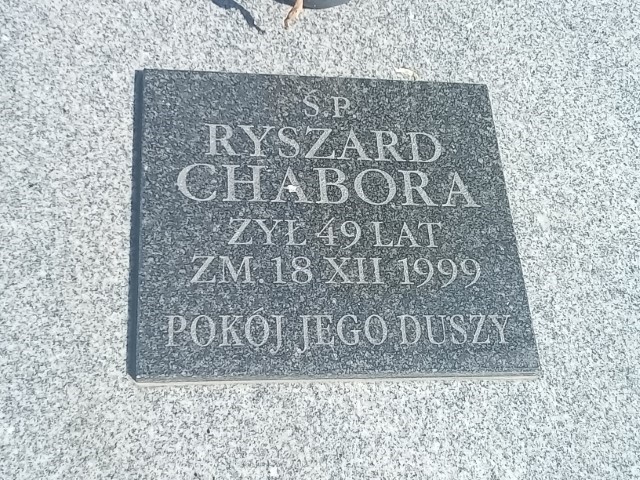 Ś.P.
RYSZARD
CHABORA
ŻYŁ 49 LAT
ZM. 18 XII 1999
POKÓJ JEGO DUSZY